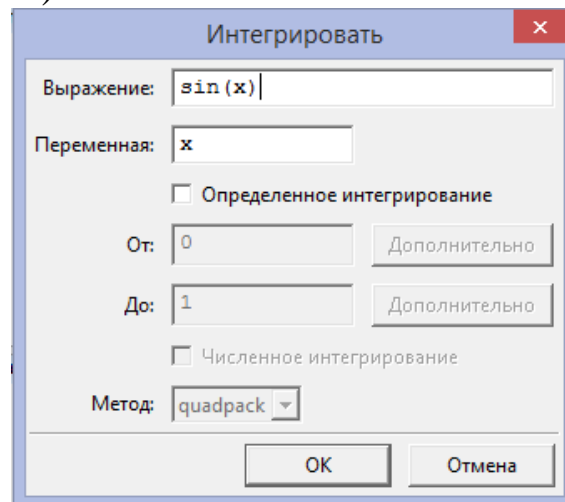 Интегрировать
Выражение: sin(x)
Переменная: x
Определенное интегрирование
От: 0 Дополнительно
До: 1 Дополнительно
Численное интегрирование
Метод: quadpack
OK Отмена